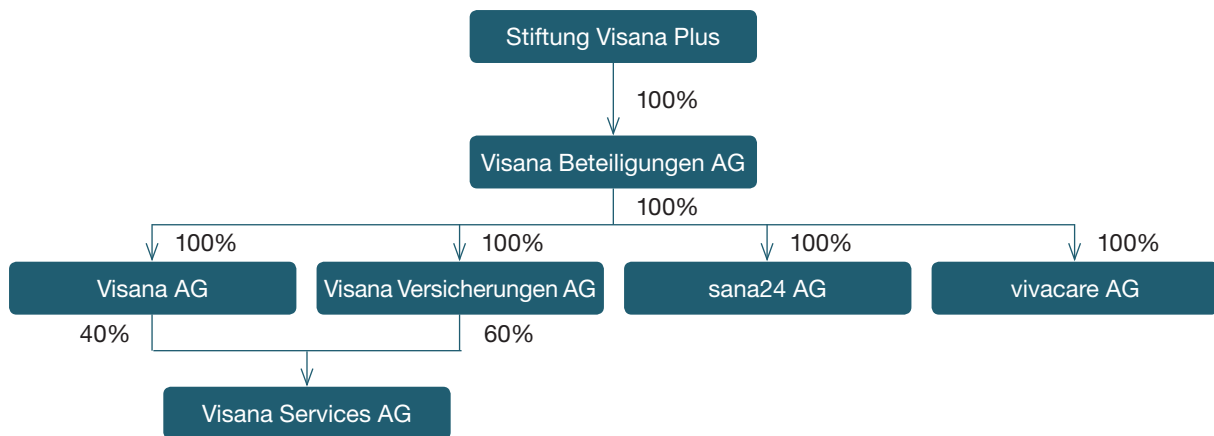 Stiftung Visana Plus
100%
Visana Beteiligungen AG
100%
100%
100%
100%
100%
Visana AG
Visana Versicherungen AG
sana24 AG
vivacare AG
40%
60%
Visana Services AG